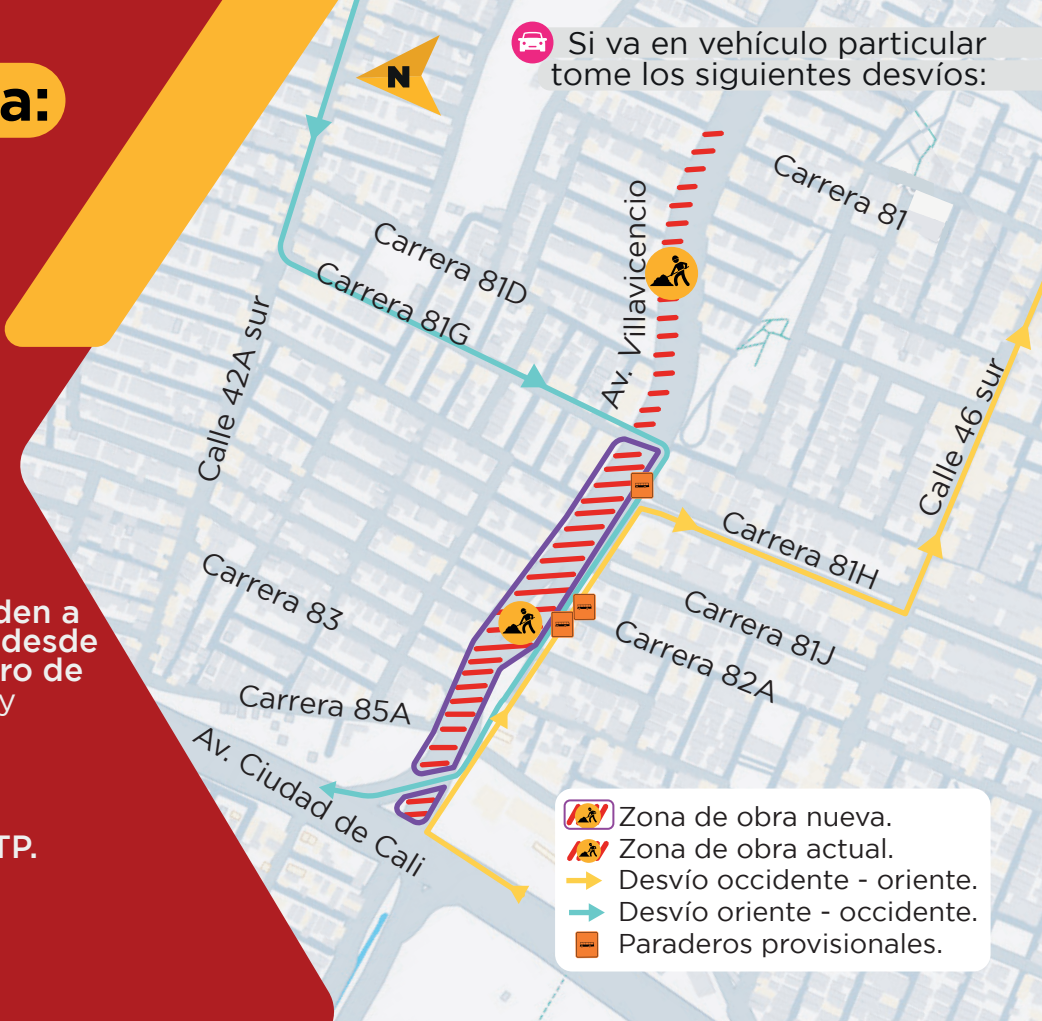 a:
N
Si va en vehículo particular
tome los siguientes desvíos:
Carrera 81
Carrera 81D
Carrera 81G
Av. Villavicencio
Calle 42A sur
Calle 46 sur
Carrera 81H
Carrera 83
Carrera 81J
Carrera 82A
Carrera 85A
Av. Ciudad de Cali
den a
desde
ro de
y
TP.
Zona de obra nueva.
Zona de obra actual.
Desvío occidente - oriente.
Desvío oriente - occidente.
Paraderos provisionales.